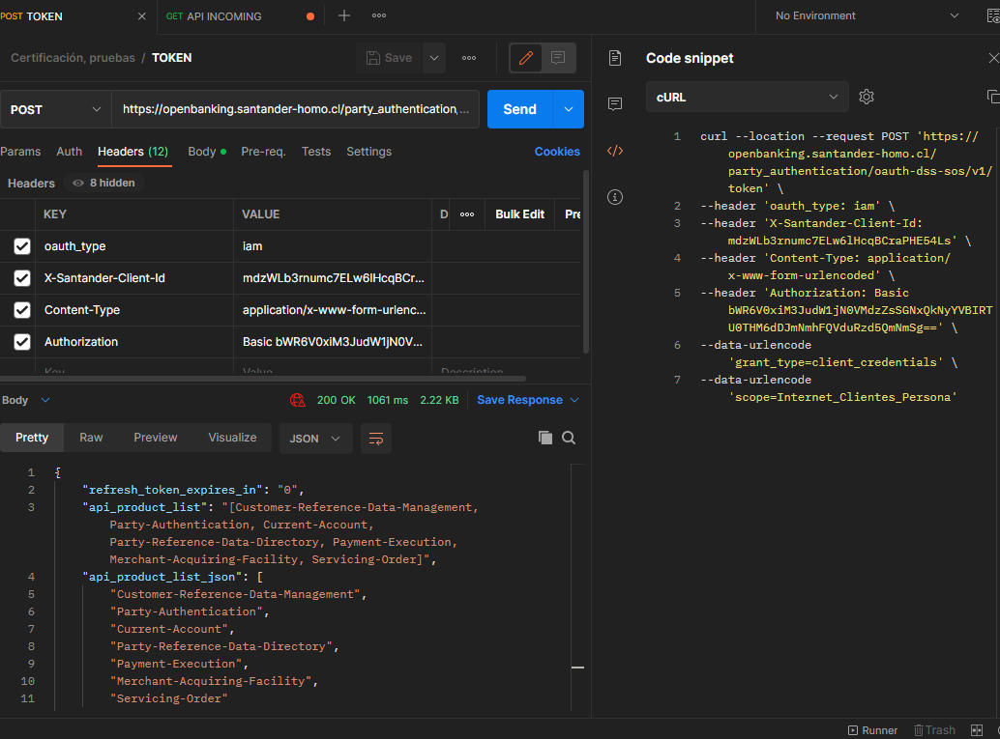 POST TOKEN
GET API INCOMING
No Environment
Certificación, pruebas / TOKEN
Save
POST
https://openbanking.santander-homo.cl/party_authentication,...
Send
Params Auth Headers (12) Body Pre-req. Tests Settings Cookies
Headers 8 hidden
KEY VALUE D Bulk Edit Pre
oauth_type iam
X-Santander-Client-Id mdzWLb3rnumc7ELw6lHcqBCr...
Content-Type application/x-www-form-urlenc...
Authorization Basic bWR6V0xiM3JudW1jN0V...
Key Value Description
Body 200 OK 1061 ms 2.22 KB Save Response
Pretty Raw Preview Visualize JSON
1 {
2 "refresh_token_expires_in": "0",
3 "api_product_list": "[Customer-Reference-Data-Management,
Party-Authentication, Current-Account,
Party-Reference-Data-Directory, Payment-Execution,
Merchant-Acquiring-Facility, Servicing-Order]",
4 "api_product_list_json": [
5 "Customer-Reference-Data-Management",
6 "Party-Authentication",
7 "Current-Account",
8 "Party-Reference-Data-Directory",
9 "Payment-Execution",
10 "Merchant-Acquiring-Facility",
11 "Servicing-Order"
Code snippet
cURL
1 curl --location --request POST 'https://
openbanking.santander-homo.cl/
party_authentication/oauth-dss-sos/v1/
token' \
2 --header 'oauth_type: iam' \
3 --header 'X-Santander-Client-Id:
mdzWLb3rnumc7ELw6lHcqBCraPHE54Ls' \
4 --header 'Content-Type: application/
x-www-form-urlencoded' \
5 --header 'Authorization: Basic
bWR6V0xiM3JudW1jN0VMdzZsSGNxQkNyYVBIRT
U0THM6dDJmNmhFQVduRzd5QmNmSg==' \
6 --data-urlencode
'grant_type=client_credentials' \
7 --data-urlencode
'scope=Internet_Clientes_Persona'
Runner Trash